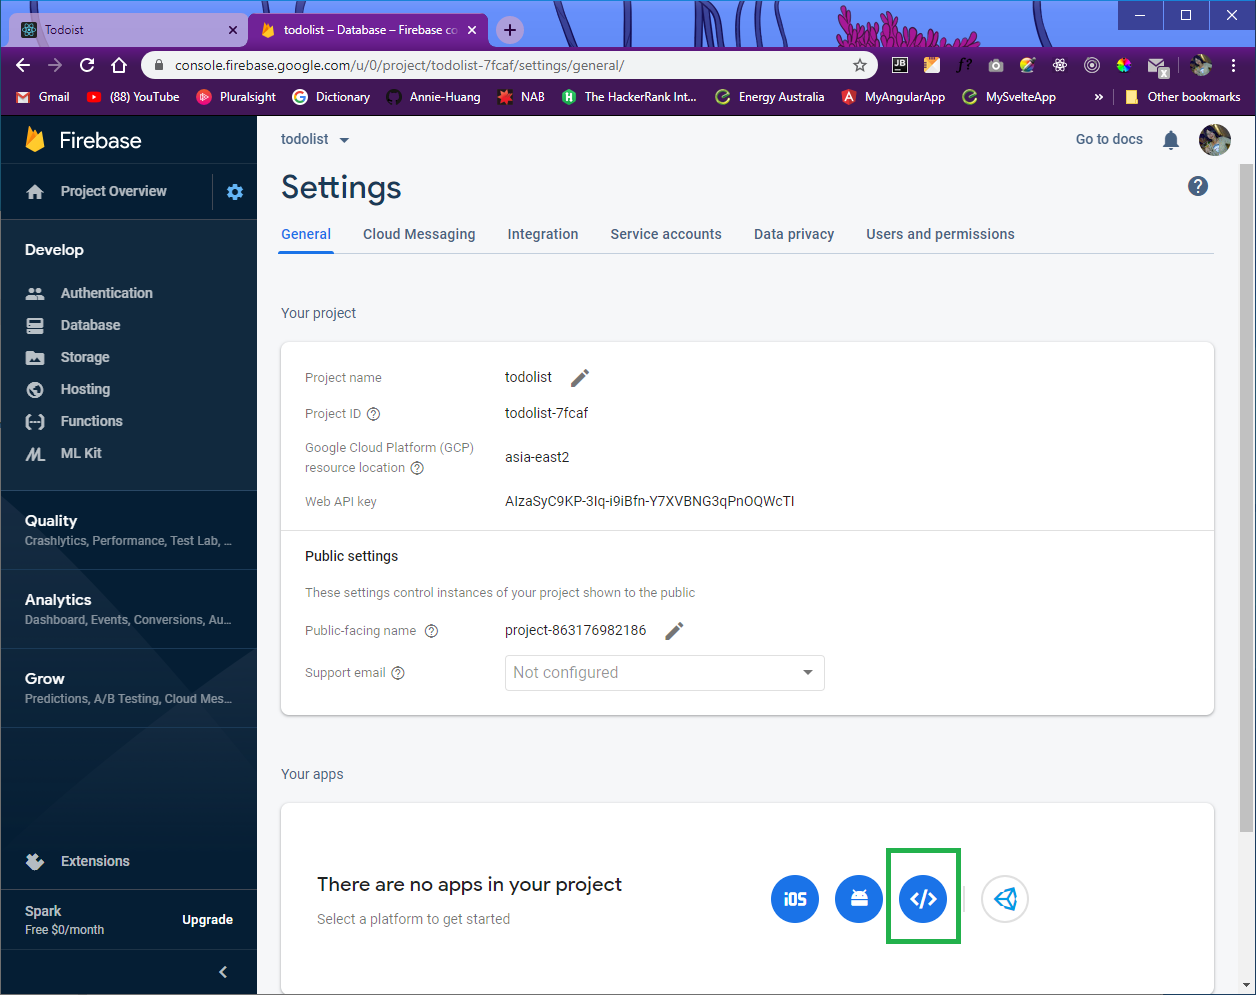 Todoist
todolist – Database – Firebase co
console.firebase.google.com/u/0/project/todolist-7fcaf/settings/general/
JB
f?
x
Gmail
(88) YouTube
Pluralsight
Dictionary
Annie-Huang
NAB
The HackerRank Int...
Energy Australia
MyAngularApp
MySvelteApp
»
Other bookmarks
Firebase
todolist
Go to docs
Project Overview
Settings
?
General
Cloud Messaging
Integration
Service accounts
Data privacy
Users and permissions
Develop
Authentication
Database
Storage
Hosting
Functions
ML Kit
Quality
Crashlytics, Performance, Test Lab, ...
Analytics
Dashboard, Events, Conversions, Au...
Grow
Predictions, A/B Testing, Cloud Mes...
Extensions
Spark
Free $0/month
Upgrade
Your project
Project name
todolist
Project ID ?
todolist-7fcaf
Google Cloud Platform (GCP)
resource location ?
asia-east2
Web API key
AIzaSyC9KP-3Iq-i9iBfn-Y7XVBNG3qPnOQWcTI
Public settings
These settings control instances of your project shown to the public
Public-facing name ?
project-863176982186
Support email ?
Not configured
Your apps
There are no apps in your project
Select a platform to get started
iOS
</>